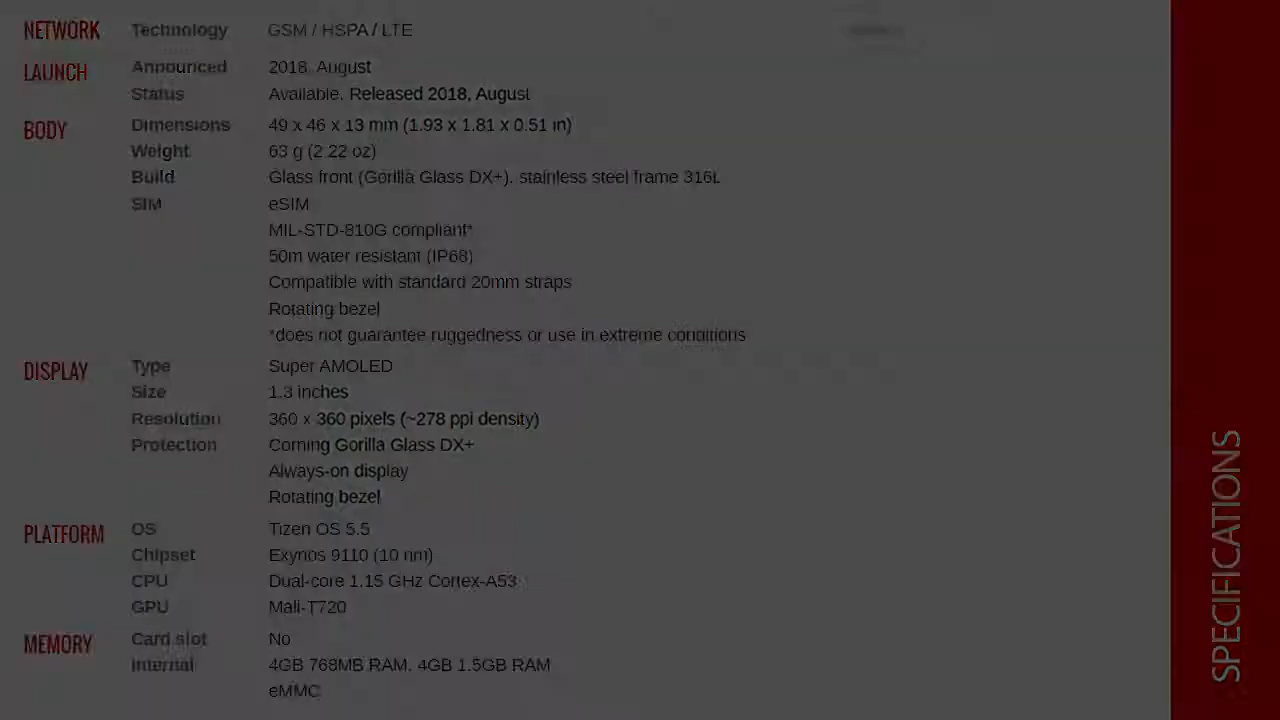 NETWORK Technology GSM / HSPA / LTE
LAUNCH Announced 2018, August
Status Available. Released 2018, August
BODY Dimensions 49 x 46 x 13 mm (1.93 x 1.81 x 0.51 in)
Weight 63 g (2.22 oz)
Build Glass front (Gorilla Glass DX+), stainless steel frame 316L
SIM eSIM
MIL-STD-810G compliant*
50m water resistant (IP68)
Compatible with standard 20mm straps
Rotating bezel
*does not guarantee ruggedness or use in extreme conditions
DISPLAY Type Super AMOLED
Size 1.3 inches
Resolution 360 x 360 pixels (~278 ppi density)
Protection Corning Gorilla Glass DX+
Always-on display
Rotating bezel
PLATFORM OS Tizen OS 5.5
Chipset Exynos 9110 (10 nm)
CPU Dual-core 1.15 GHz Cortex-A53
GPU Mali-T720
MEMORY Card slot No
Internal 4GB 768MB RAM, 4GB 1.5GB RAM
eMMC
SPECIFICATIONS